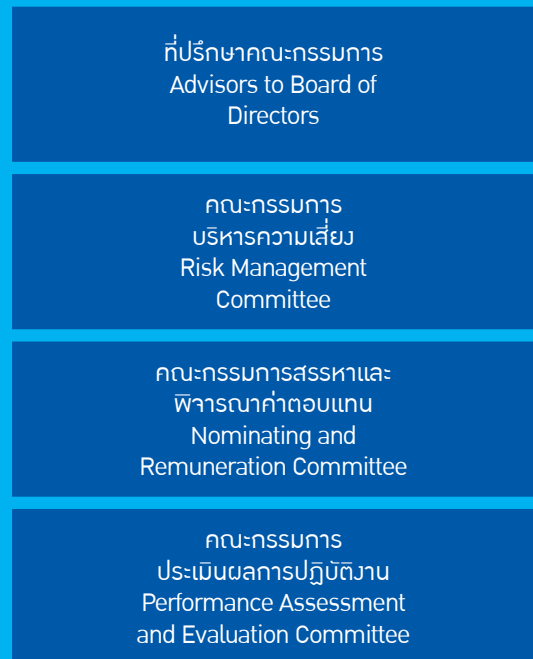 ที่ปรึกษาคณะกรรมการ
Advisors to Board of
Directors
คณะกรรมการ
บริหารความเสี่ยง
Risk Management
Committee
คณะกรรมการสรรหาและ
พิจารณาค่าตอบแทน
Nominating and
Remuneration Committee
คณะกรรมการ
ประเมินผลการปฏิบัติงาน
Performance Assessment
and Evaluation Committee